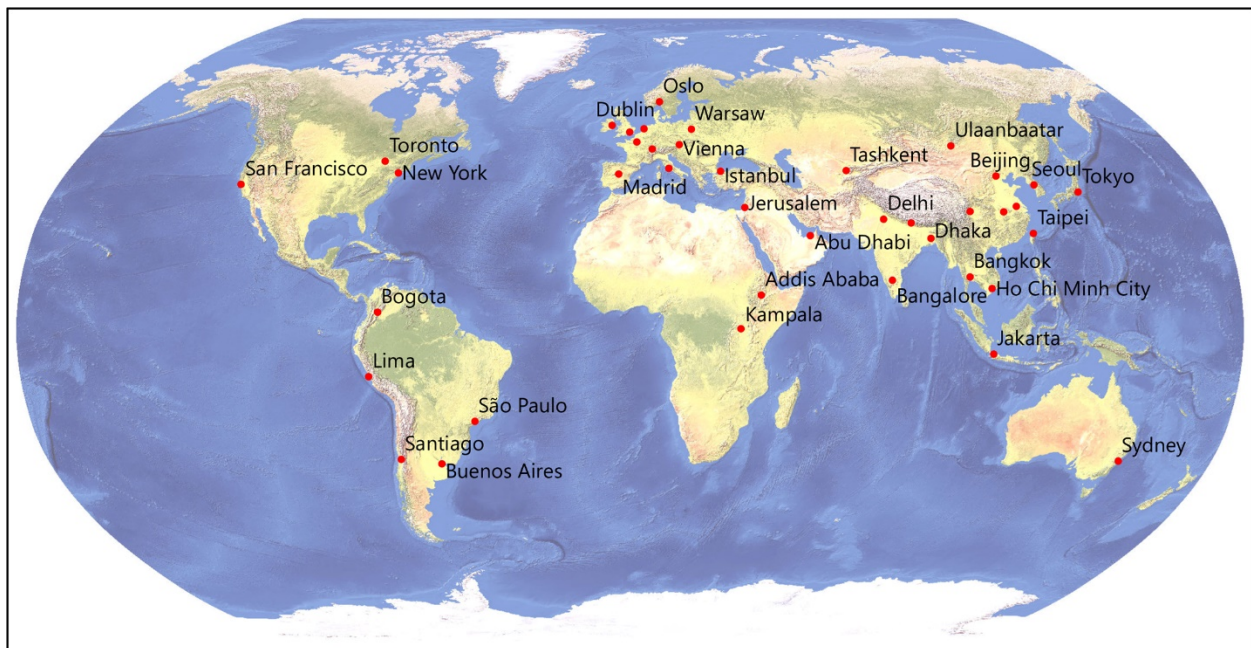 Oslo
Dublin
Warsaw
Ulaanbaatar
Toronto
Vienna
San Francisco
New York
Tashkent
Beijing
Seoul
Istanbul
Madrid
Tokyo
Jerusalem
Delhi
Taipei
Dhaka
Abu Dhabi
Bangkok
Addis Ababa
Bangalore
Ho Chi Minh City
Bogota
Kampala
Jakarta
Lima
São Paulo
Santiago
Sydney
Buenos Aires